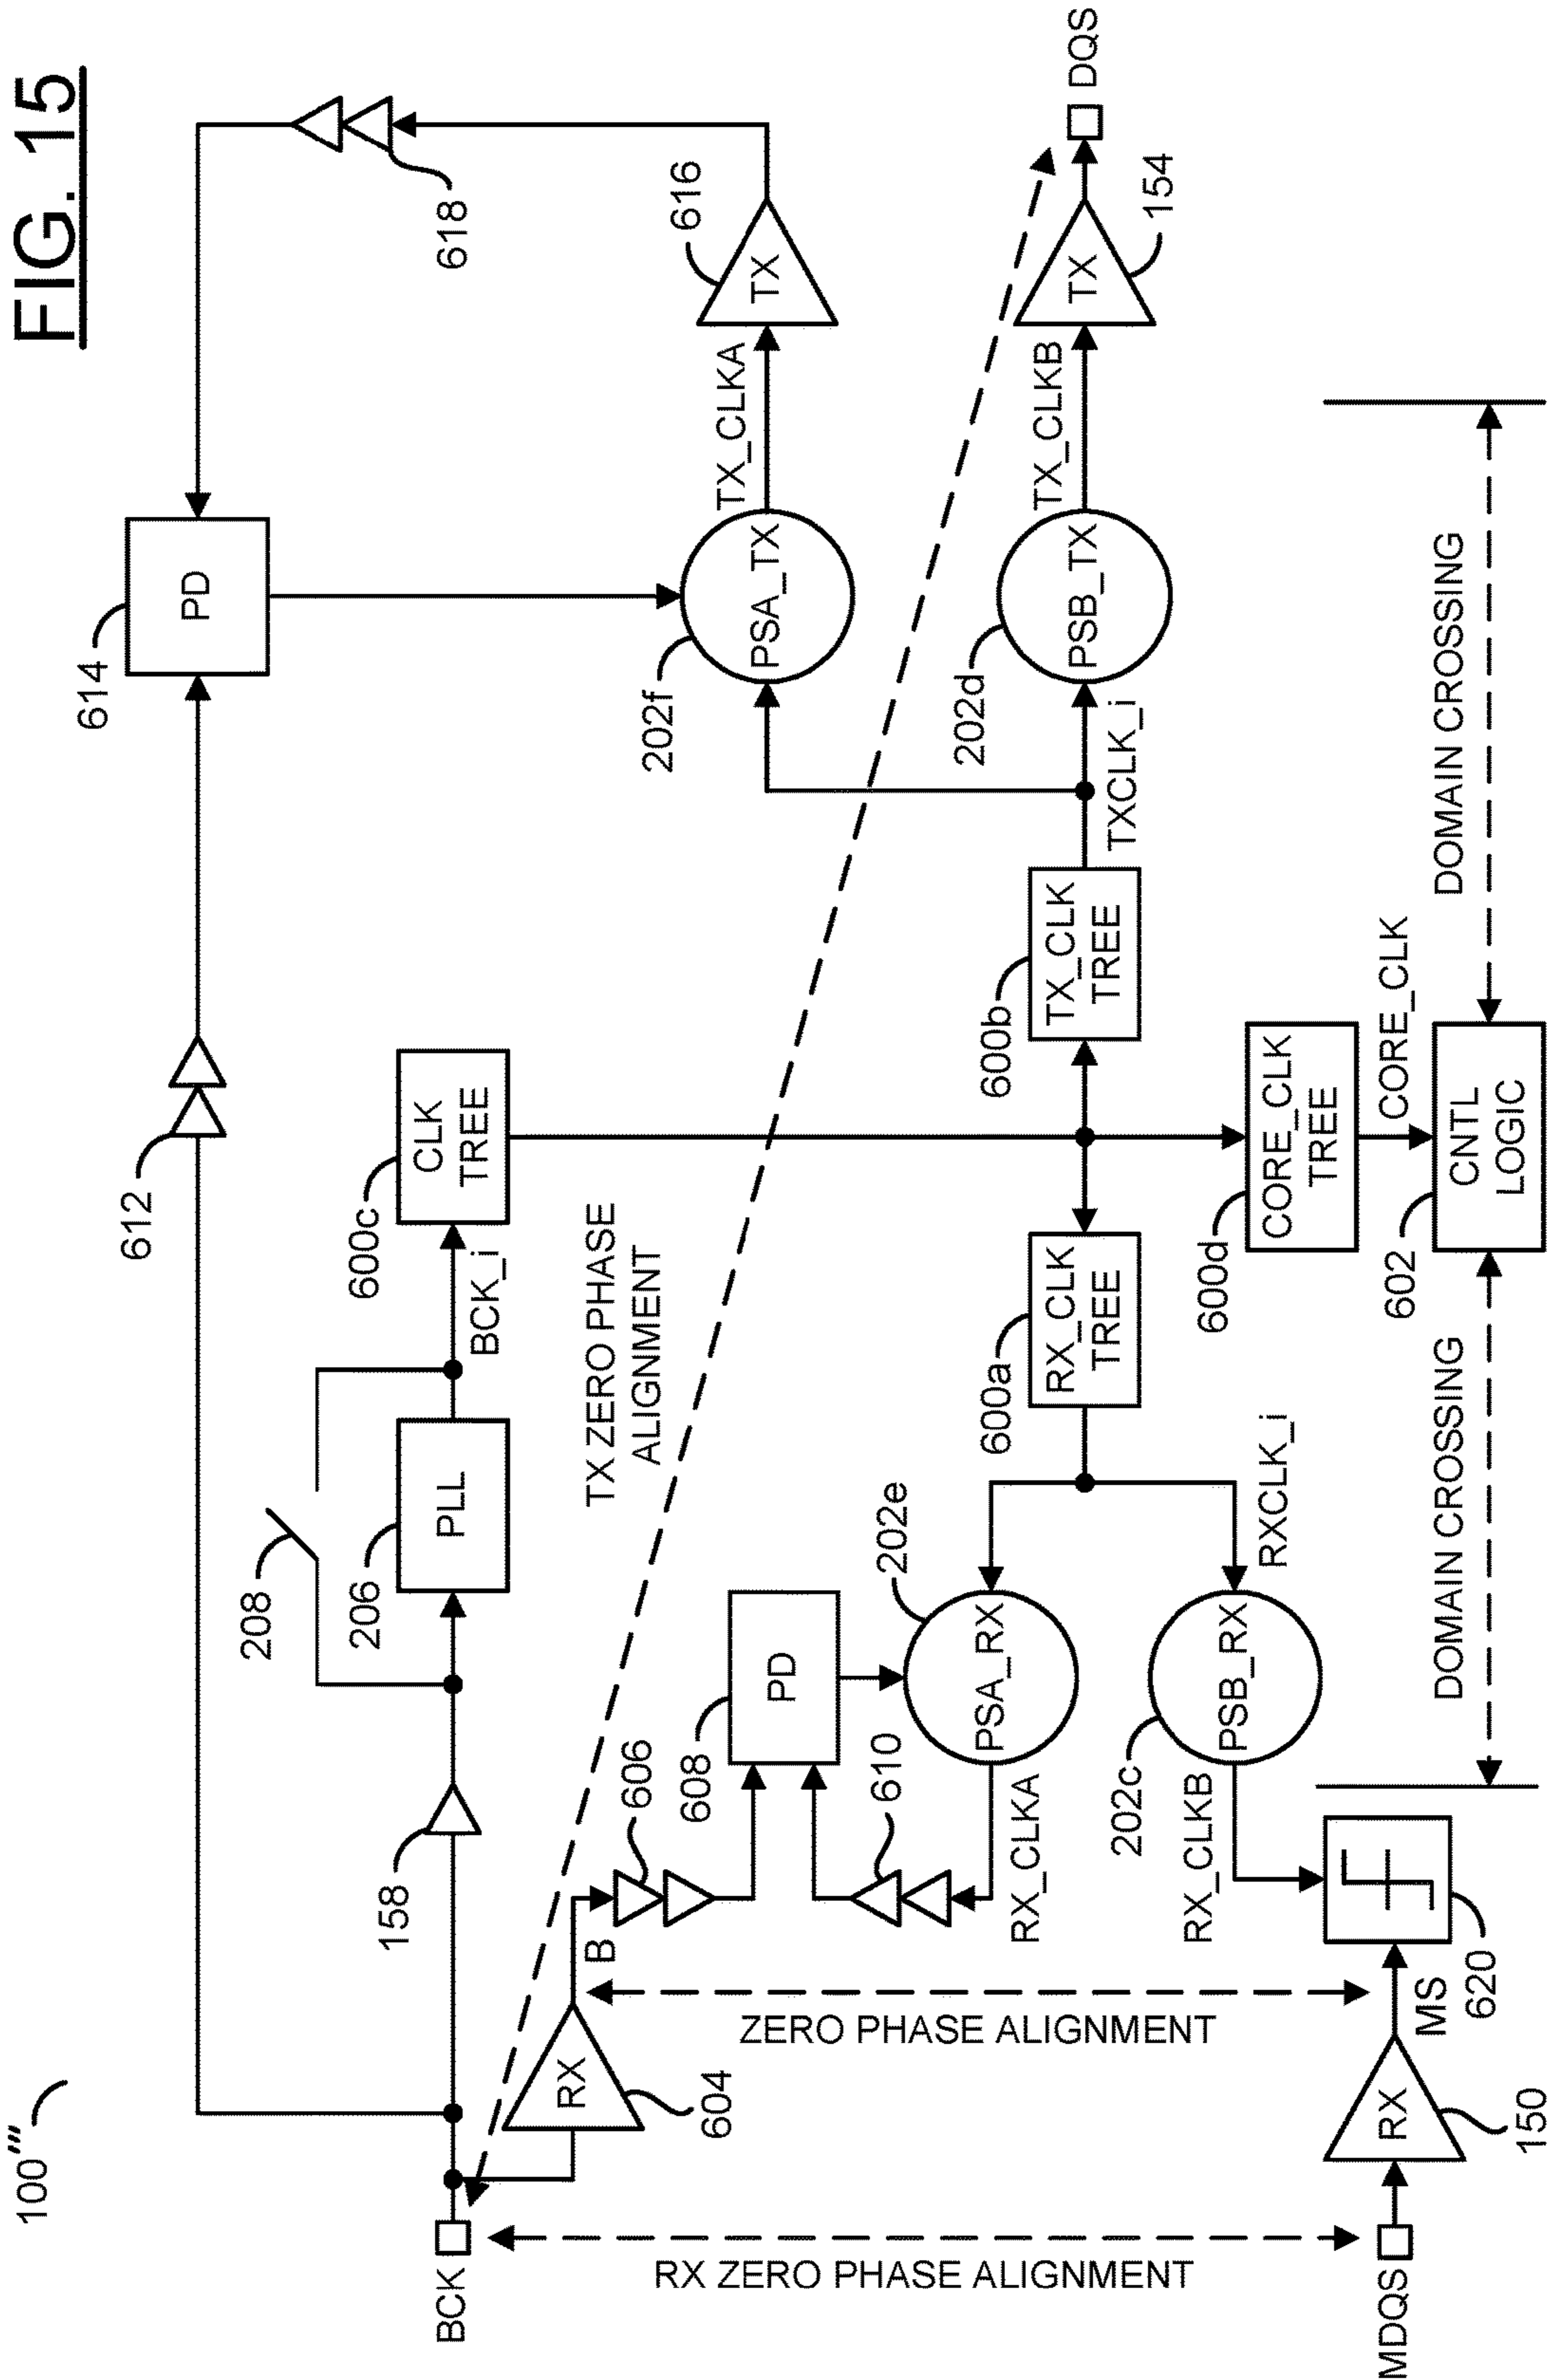 FIG. 15
100'''
612
614
PD
618
208
206
PLL
158
BCK_i
600c
CLK
TREE
BCK
RX
604
B
606
608
PD
610
RX_CLKA
202e
PSA_RX
TX ZERO PHASE
ALIGNMENT
202f
PSA_TX
TX_CLKA
616
TX
RX ZERO PHASE ALIGNMENT
ZERO PHASE ALIGNMENT
600a
RX_CLK
TREE
600b
TX_CLK
TREE
TXCLK_i
202d
PSB_TX
TX_CLKB
TX
154
DQS
RX_CLKB
202c
PSB_RX
RXCLK_i
600d
CORE_CLK
TREE
CORE_CLK
MDQS
RX
150
MS
620
DOMAIN CROSSING
602
CNTL
LOGIC
DOMAIN CROSSING